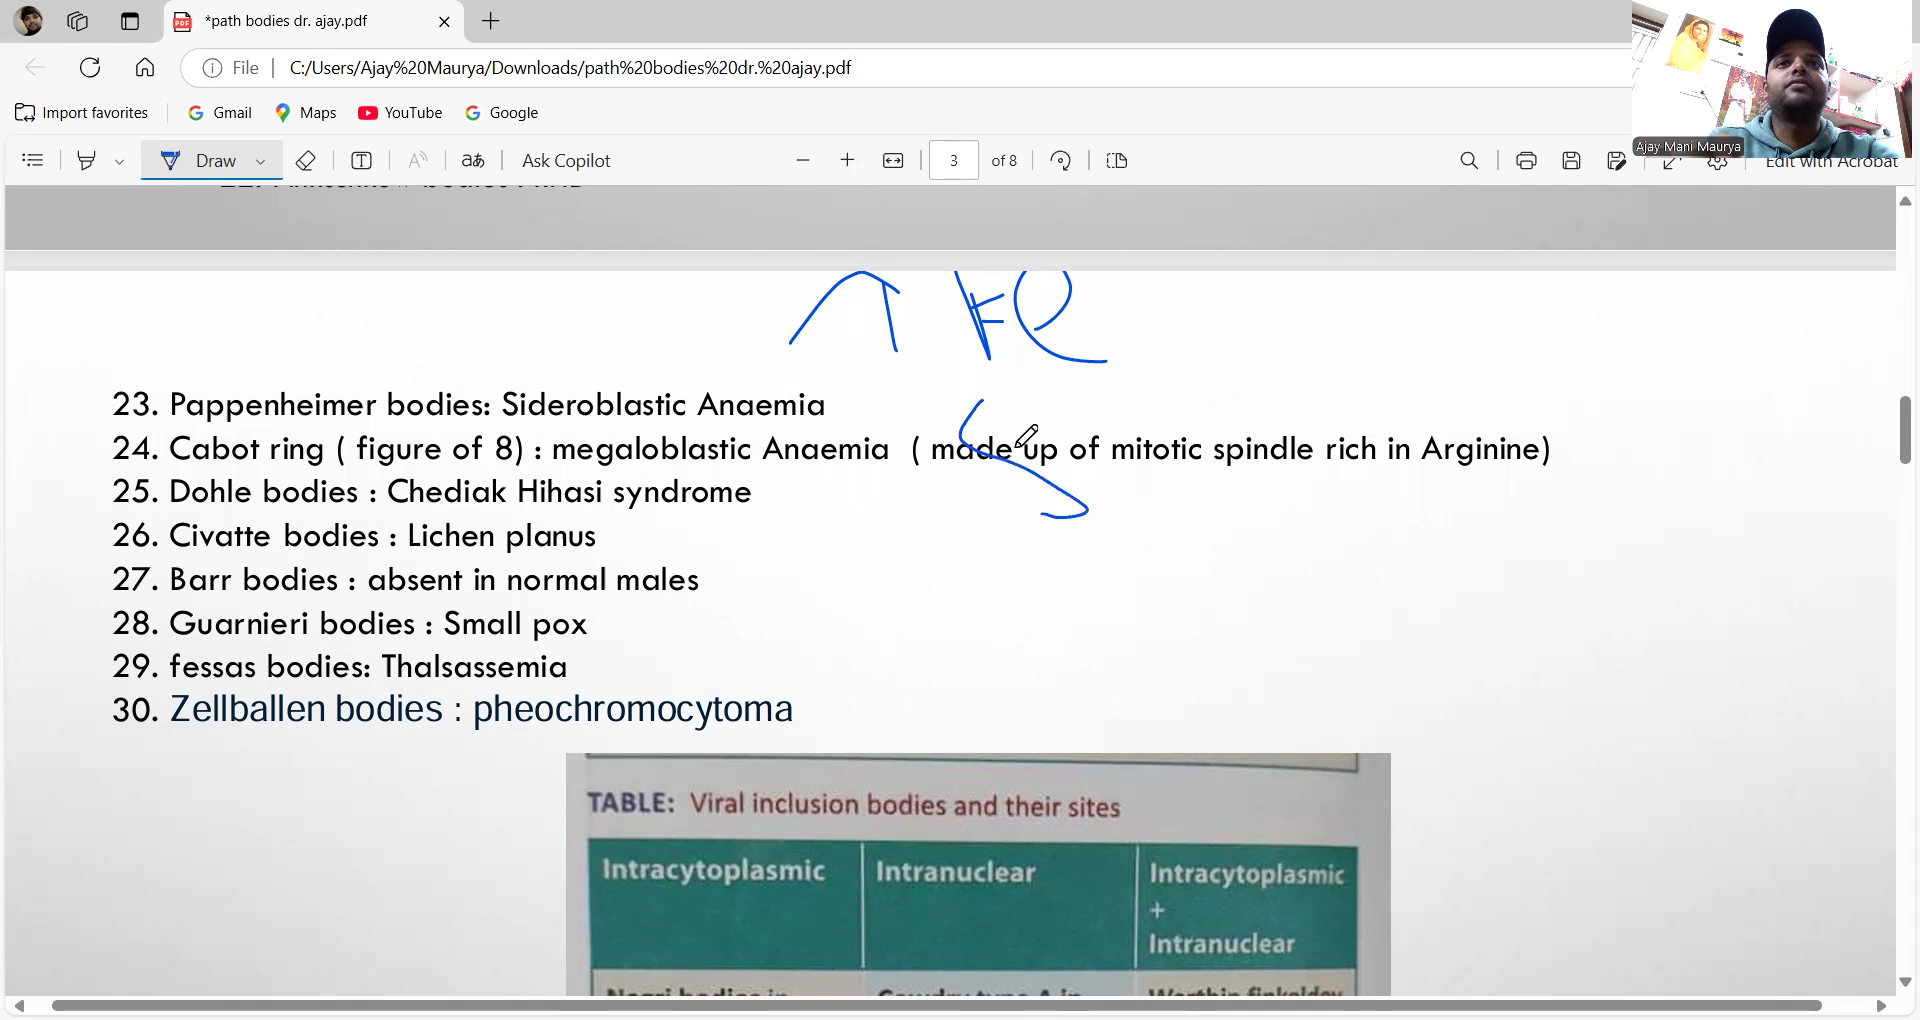 *path bodies dr. ajay.pdf
File
C:/Users/Ajay%20Maurya/Downloads/path%20bodies%20dr.%20ajay.pdf
Import favorites
Gmail
Maps
YouTube
Google
Ajay Mani Maurya
Draw
T
A
aあ
Ask Copilot
3 of 8
Edit with Acrobat
↑ Fe
23. Pappenheimer bodies: Sideroblastic Anaemia
24. Cabot ring ( figure of 8) : megaloblastic Anaemia ( made up of mitotic spindle rich in Arginine)
25. Dohle bodies : Chediak Hihasi syndrome
26. Civatte bodies : Lichen planus
27. Barr bodies : absent in normal males
28. Guarnieri bodies : Small pox
29. fessas bodies: Thalsassemia
30. Zellballen bodies : pheochromocytoma
TABLE: Viral inclusion bodies and their sites
Intracytoplasmic
Intranuclear
Intracytoplasmic
+
Intranuclear